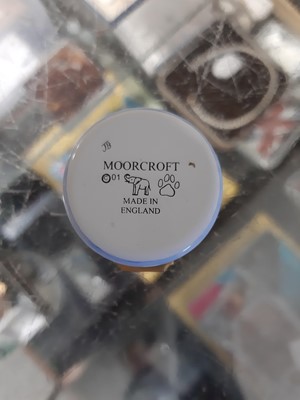 JB
MOORCROFT
©01
MADE IN
ENGLAND